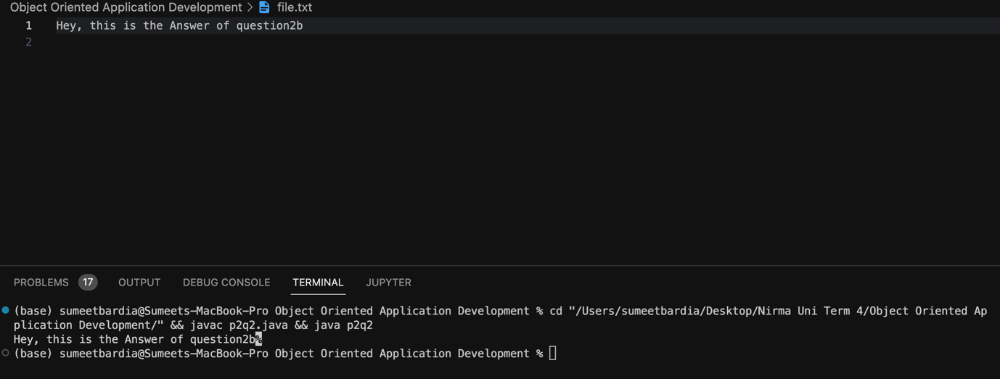 Object Oriented Application Development > file.txt
1 Hey, this is the Answer of question2b
2
PROBLEMS 17 OUTPUT DEBUG CONSOLE TERMINAL JUPYTER
(base) sumeetbardia@Sumeets-MacBook-Pro Object Oriented Application Development % cd "/Users/sumeetbardia/Desktop/Nirma Uni Term 4/Object Oriented Ap
plication Development/" && javac p2q2.java && java p2q2
Hey, this is the Answer of question2b%
(base) sumeetbardia@Sumeets-MacBook-Pro Object Oriented Application Development %